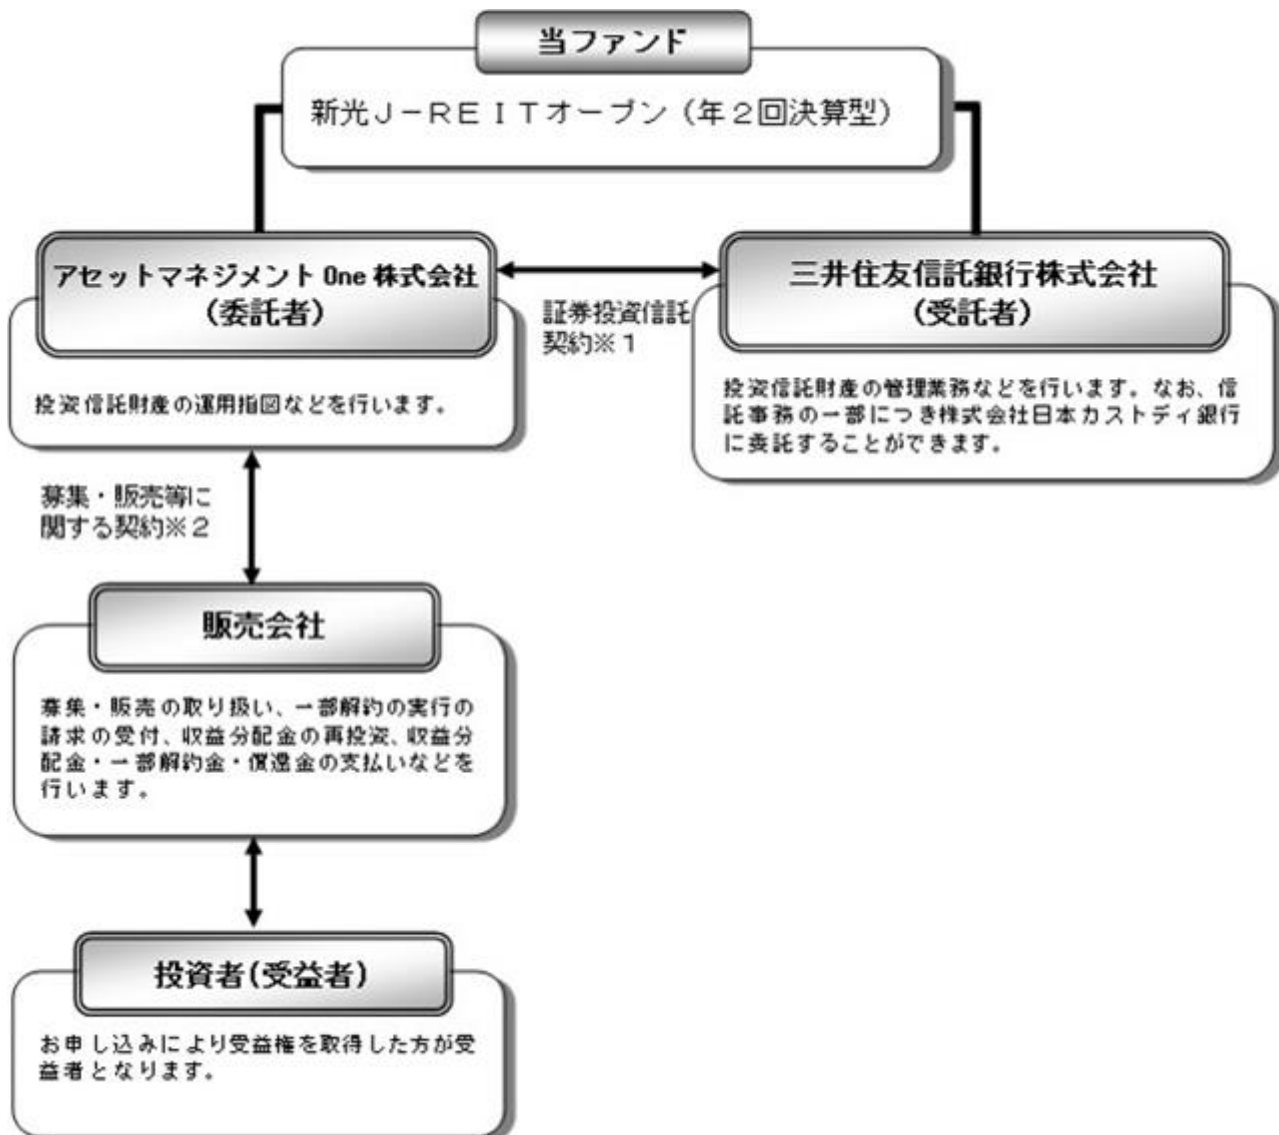 当ファンド
新光J－REITオープン（年２回決算型）
アセットマネジメント One 株式会社
（委託者）
投資信託財産の運用指図などを行います。
証券投資信託
契約※１
三井住友信託銀行株式会社
（受託者）
投資信託財産の管理業務などを行います。なお、信
託事務の一部につき株式会社日本カストディ銀行
に委託することができます。
募集・販売等に
関する契約※２
販売会社
募集・販売の取り扱い、一部解約の実行の
請求の受付、収益分配金の再投資、収益分
配金・一部解約金・償還金の支払いなどを
行います。
投資者(受益者)
お申し込みにより受益権を取得した方が受
益者となります。